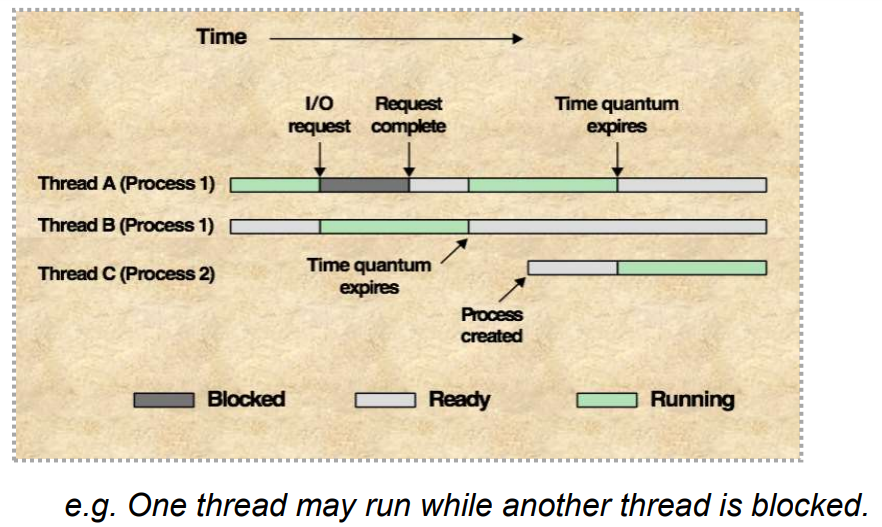 Time
I/O
request
Request
complete
Time quantum
expires
Thread A (Process 1)
Thread B (Process 1)
Thread C (Process 2)
Time quantum
expires
Process
created
Blocked
Ready
Running
e.g. One thread may run while another thread is blocked.